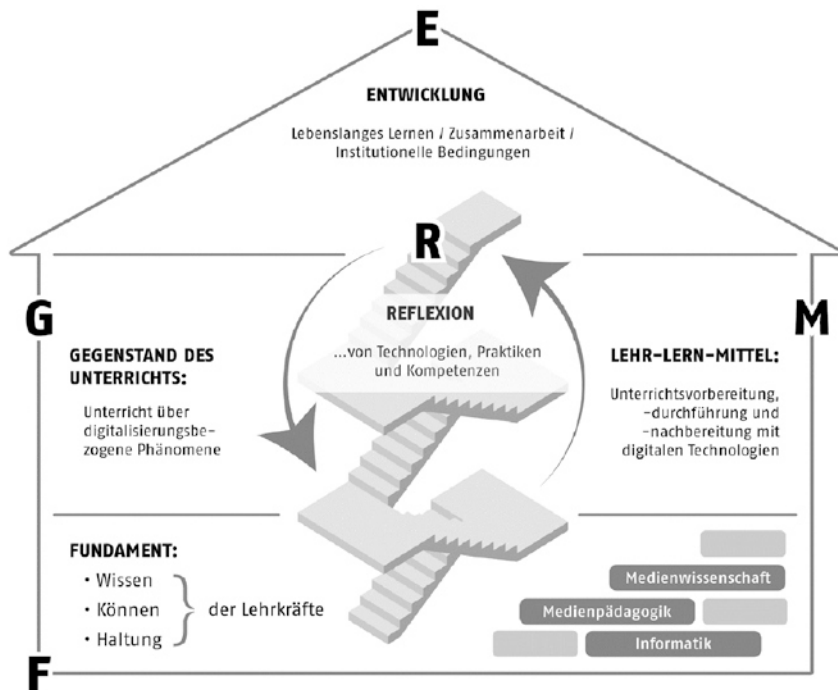 E
ENTWICKLUNG
Lebenslanges Lernen / Zusammenarbeit /
Institutionelle Bedingungen
R
REFLEXION
...von Technologien, Praktiken
und Kompetenzen
G
GEGENSTAND DES
UNTERRICHTS:
Unterricht über
digitalisierungsbe-
zogene Phänomene
M
LEHR-LERN-MITTEL:
Unterrichtsvorbereitung,
-durchführung und
-nachbereitung mit
digitalen Technologien
FUNDAMENT:
• Wissen
• Können
• Haltung
der Lehrkräfte
Medienwissenschaft
Medienpädagogik
Informatik
F